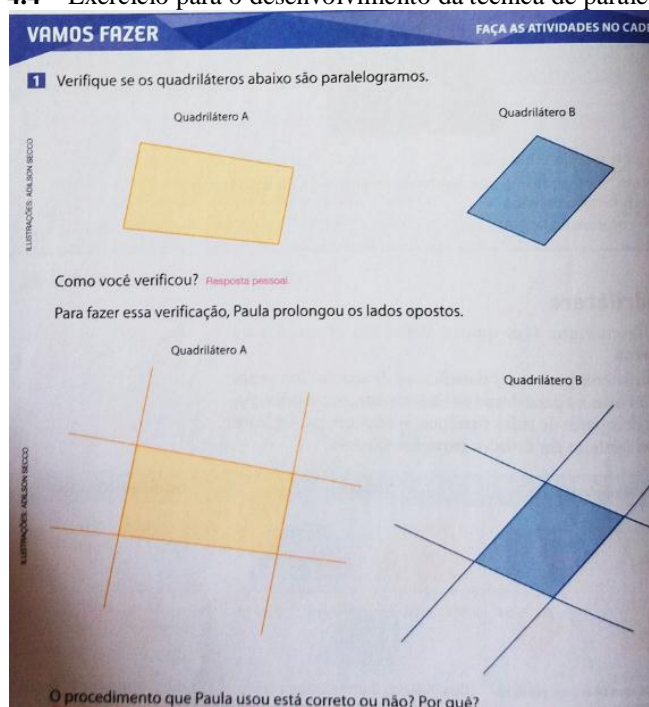 Exercício para o desenvolvimento da técnica de
VAMOS FAZER
FAÇA AS ATIVIDADES NO
1 Verifique se os quadriláteros abaixo são paralelogramos.
Quadrilátero A
Quadrilátero B
ILUSTRAÇÕES: ADILSON SECCO
Como você verificou? Resposta pessoal.
Para fazer essa verificação, Paula prolongou os lados opostos.
Quadrilátero A
Quadrilátero B
ILUSTRAÇÕES: ADILSON SECCO
O procedimento que Paula usou está correto ou não? Por quê?